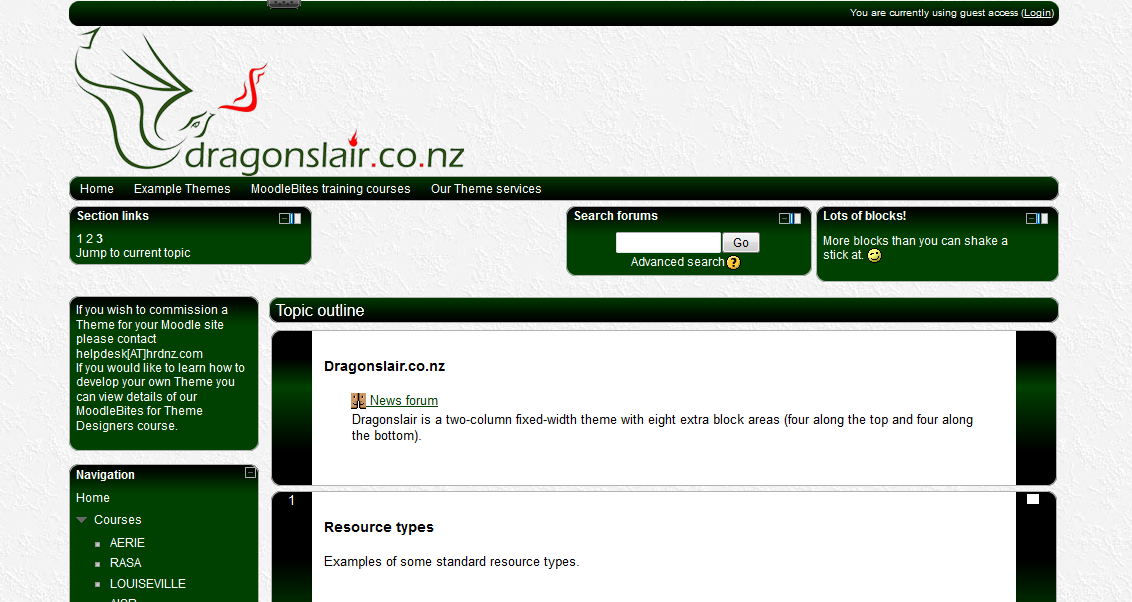 You are currently using guest access (Login)
dragonslair.co.nz
Home Example Themes MoodleBites training courses Our Theme services
Section links
1 2 3
Jump to current topic
Search forums
Go
Advanced search ?
Lots of blocks!
More blocks than you can shake a
stick at.
If you wish to commission a
Theme for your Moodle site
please contact
helpdesk[AT]hrdnz.com
If you would like to learn how to
develop your own Theme you
can view details of our
MoodleBites for Theme
Designers course.
Navigation
Home
Courses
AERIE
RASA
LOUISEVILLE
Topic outline
Dragonslair.co.nz
News forum
Dragonslair is a two-column fixed-width theme with eight extra block areas (four along the top and four along
the bottom).
1
Resource types
Examples of some standard resource types.